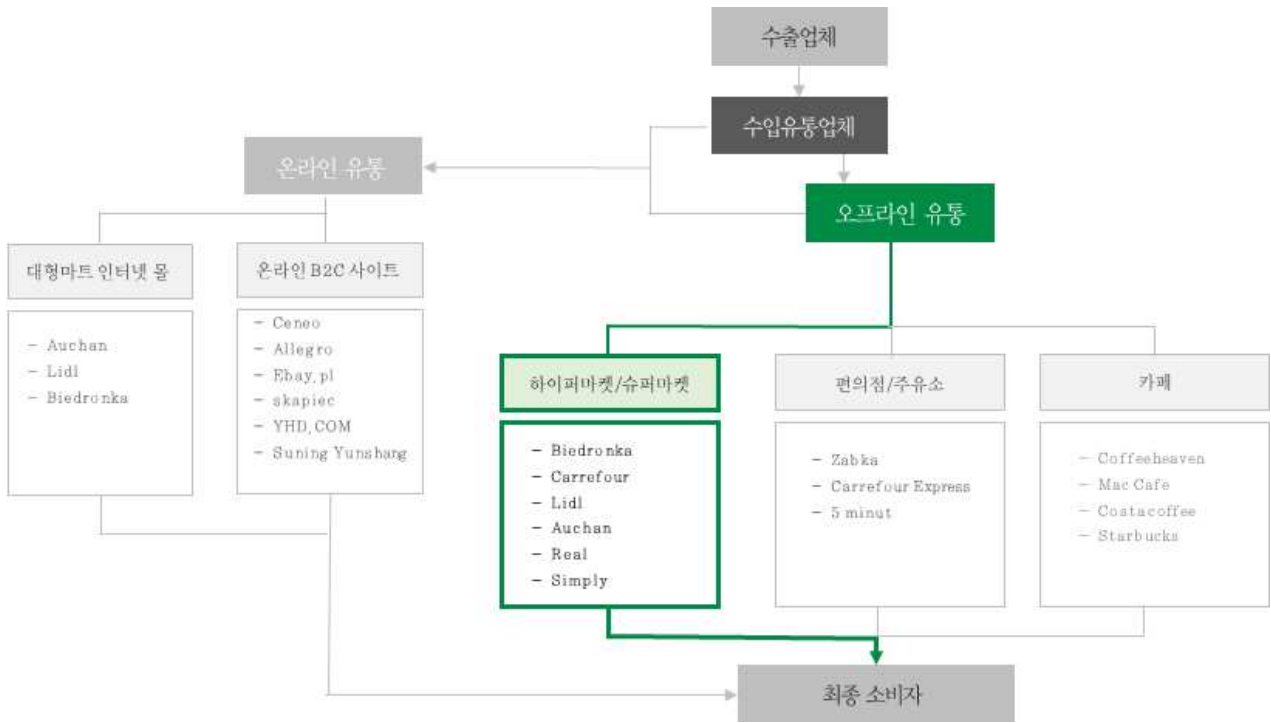 수출업체
수입유통업체
온라인 유통
오프라인 유통
대형마트 인터넷 몰
- Auchan
- Lidl
- Biedronka
온라인 B2C 사이트
- Ceneo
- Allegro
- Ebay.pl
- skapiec
- YHD.COM
- Suning Yunshang
하이퍼마켓/슈퍼마켓
- Biedronka
- Carrefour
- Lidl
- Auchan
- Real
- Simply
편의점/주유소
- Zabka
- Carrefour Express
- 5 minut
카페
- Coffeeheaven
- Mac Cafe
- Costacoffee
- Starbucks
최종 소비자